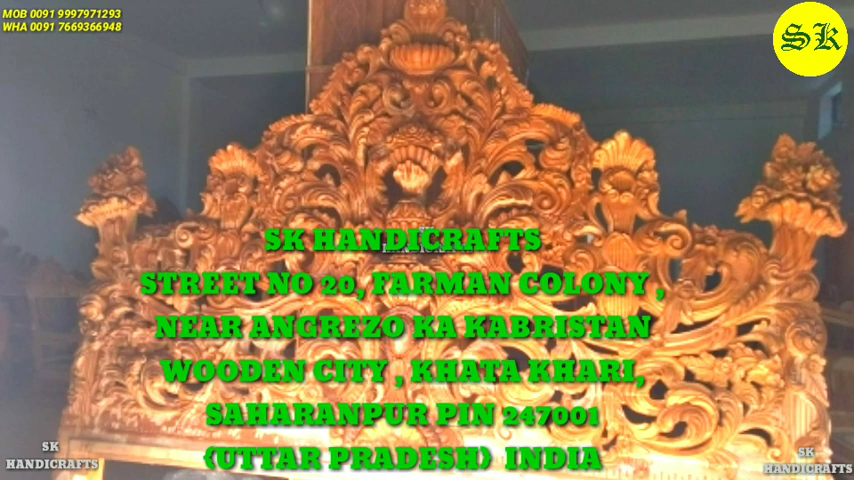 MOB 0091 9997971293
WHA 0091 7669366948
SK
SK HANDICRAFTS
STREET NO 20, FARMAN COLONY ,
NEAR ANGREZO KA KABRISTAN
WOODEN CITY , KHATA KHARI,
SAHARANPUR PIN 247001
(UTTAR PRADESH) INDIA
SK
HANDICRAFTS
SK
HANDICRAFTS